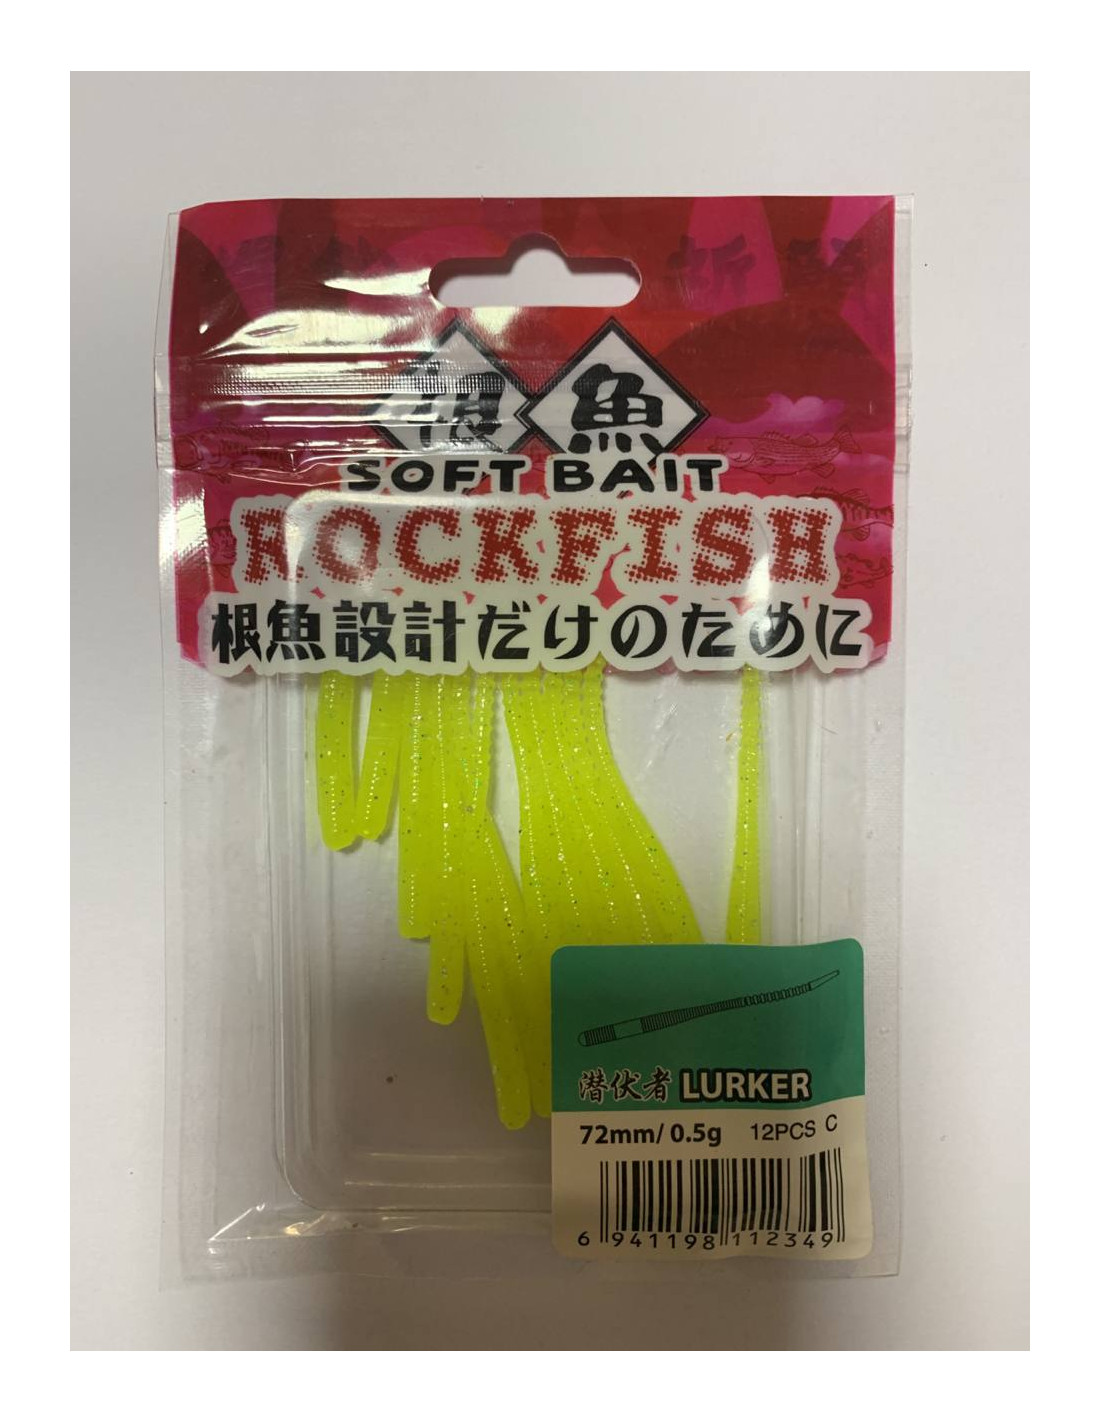 根魚
SOFT BAIT
ROCKFISH
根魚設計だけのために
潜伏者 LURKER
72mm/ 0.5g 12PCS C
6 941198 112349